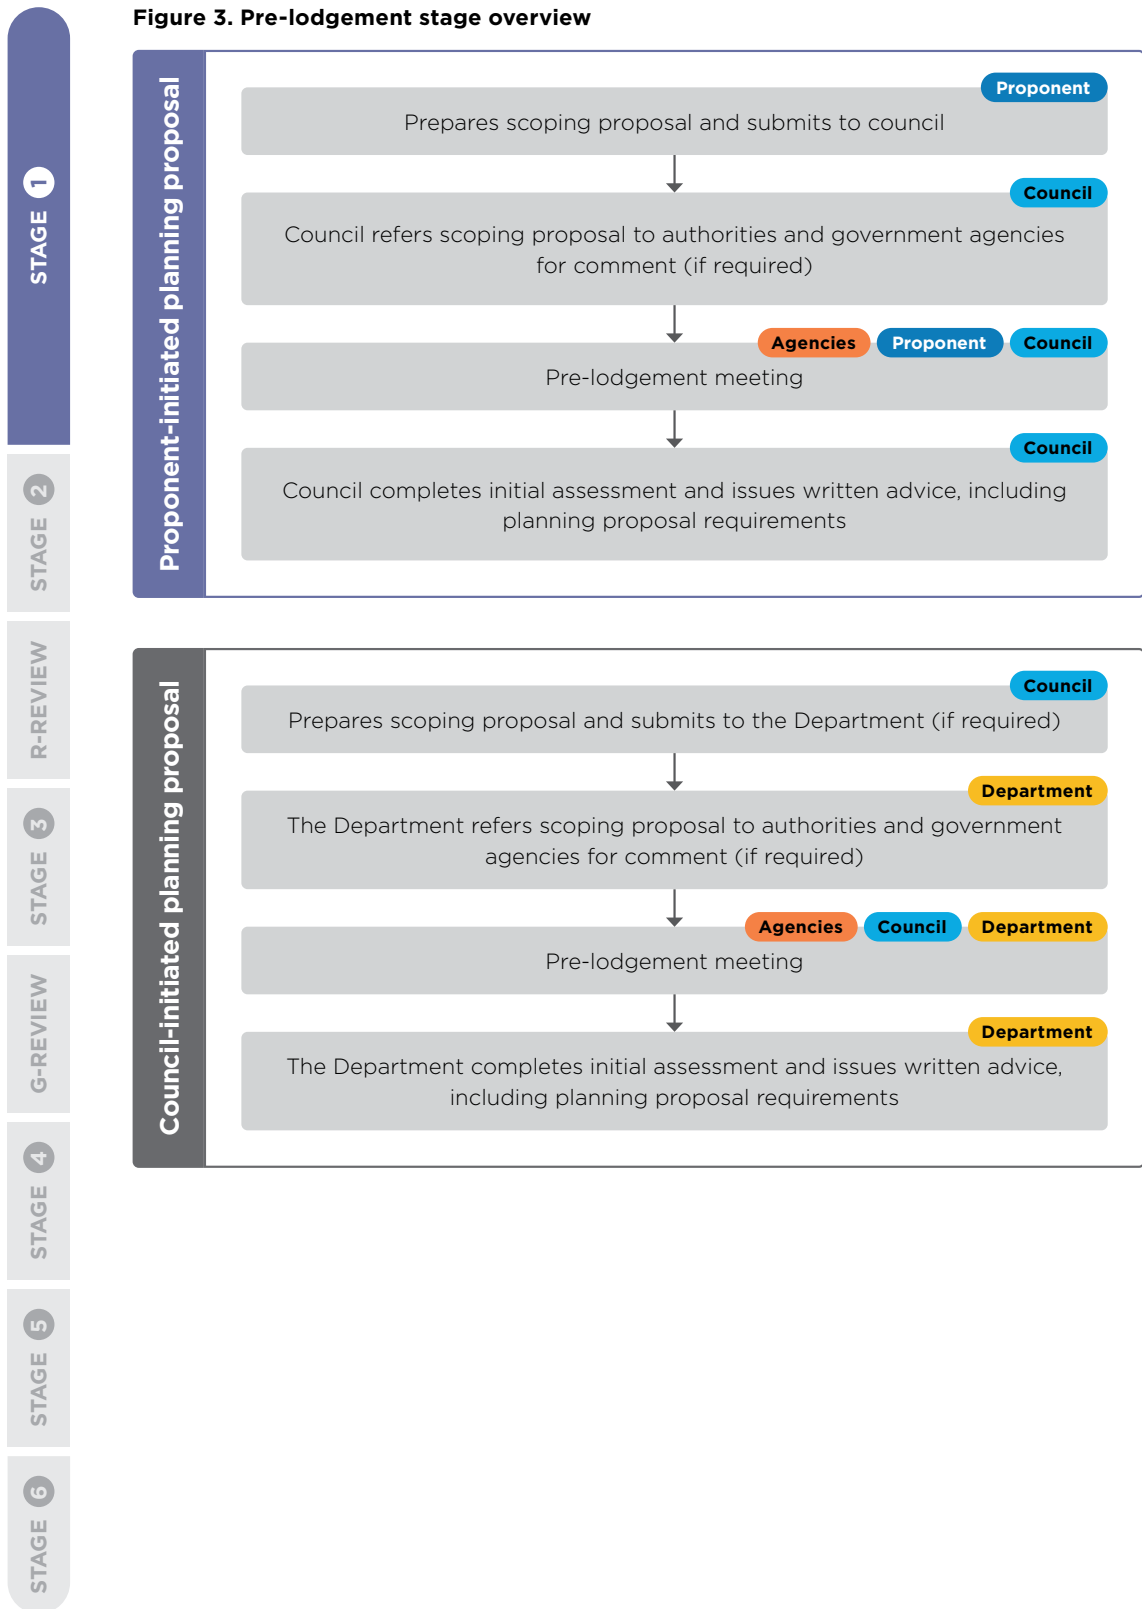 Figure 3. Pre-lodgement stage overview
STAGE 1
STAGE 2
R-REVIEW
STAGE 3
G-REVIEW
STAGE 4
STAGE 5
STAGE 6
Proponent-initiated planning proposal
Proponent
Prepares scoping proposal and submits to council
Council
Council refers scoping proposal to authorities and government agencies
for comment (if required)
Agencies Proponent Council
Pre-lodgement meeting
Council
Council completes initial assessment and issues written advice, including
planning proposal requirements
Council-initiated planning proposal
Council
Prepares scoping proposal and submits to the Department (if required)
Department
The Department refers scoping proposal to authorities and government
agencies for comment (if required)
Agencies Council Department
Pre-lodgement meeting
Department
The Department completes initial assessment and issues written advice,
including planning proposal requirements